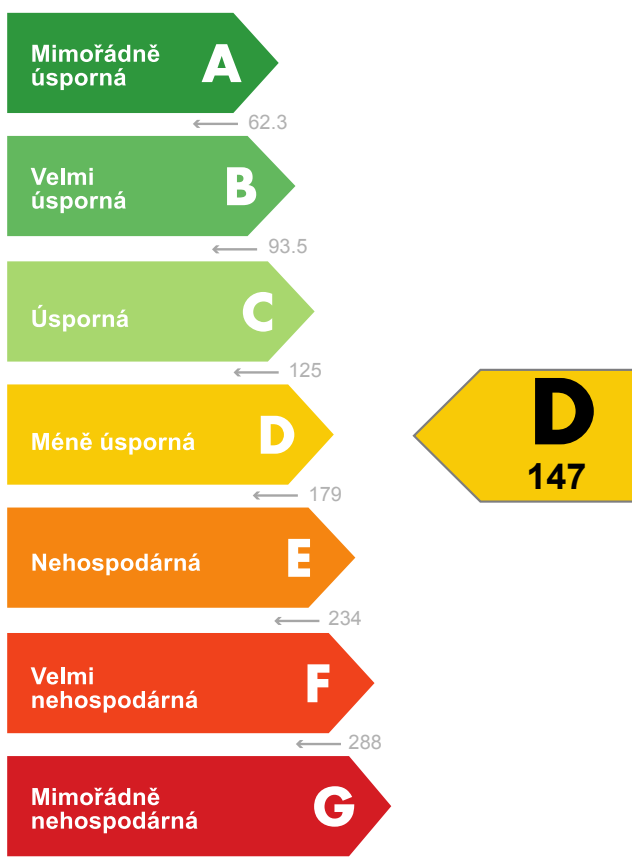 Mimořádně
úsporná
A
← 62.3
Velmi
úsporná
B
← 93.5
Úsporná
C
← 125
Méně úsporná
D
D
147
← 179
Nehospodárná
E
← 234
Velmi
nehospodárná
F
← 288
Mimořádně
nehospodárná
G